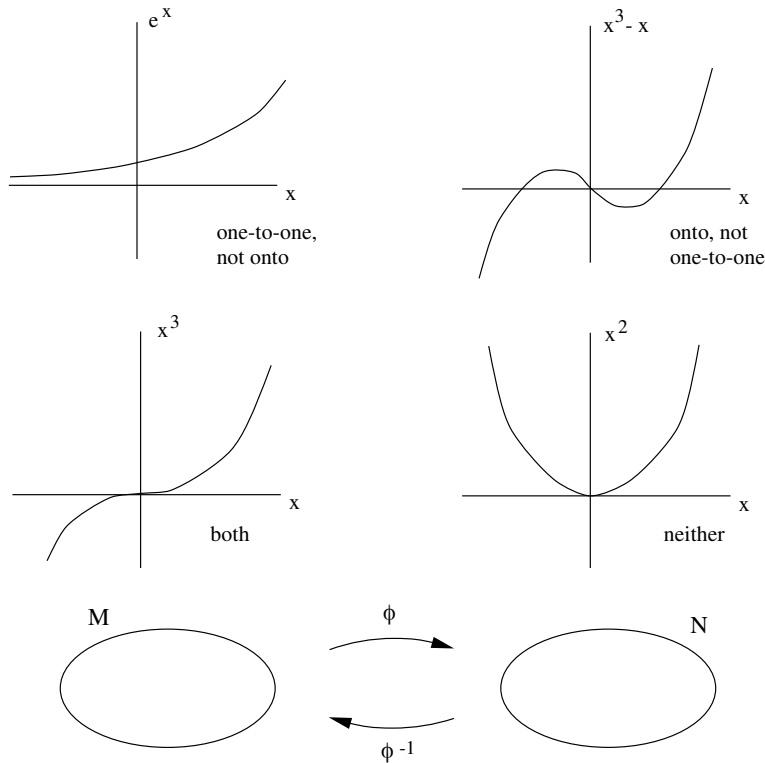 e^x
x
one-to-one,
not onto
x^3 - x
x
onto, not
one-to-one
x^3
x
both
x^2
x
neither
M
ϕ
N
ϕ^-1